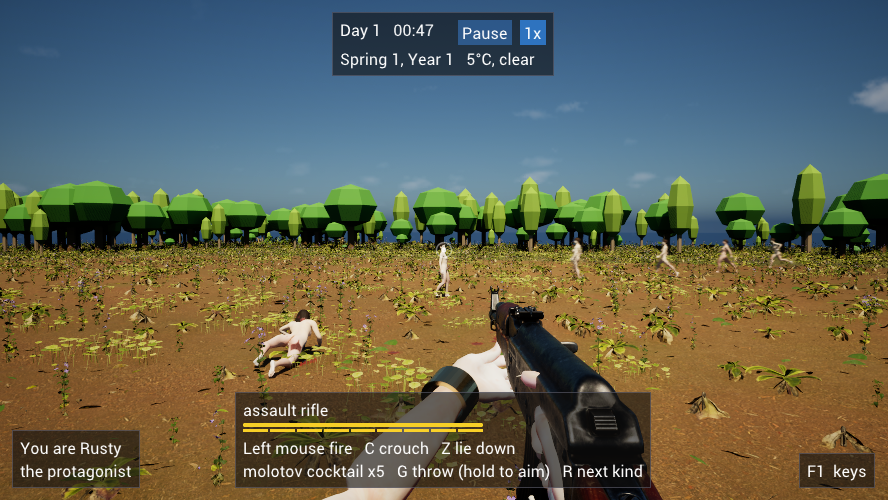 Day 1 00:47 Pause 1x
Spring 1, Year 1 5°C, clear
assault rifle
Left mouse fire C crouch Z lie down
molotov cocktail x5 G throw (hold to aim) R next kind
You are Rusty
the protagonist
F1 keys